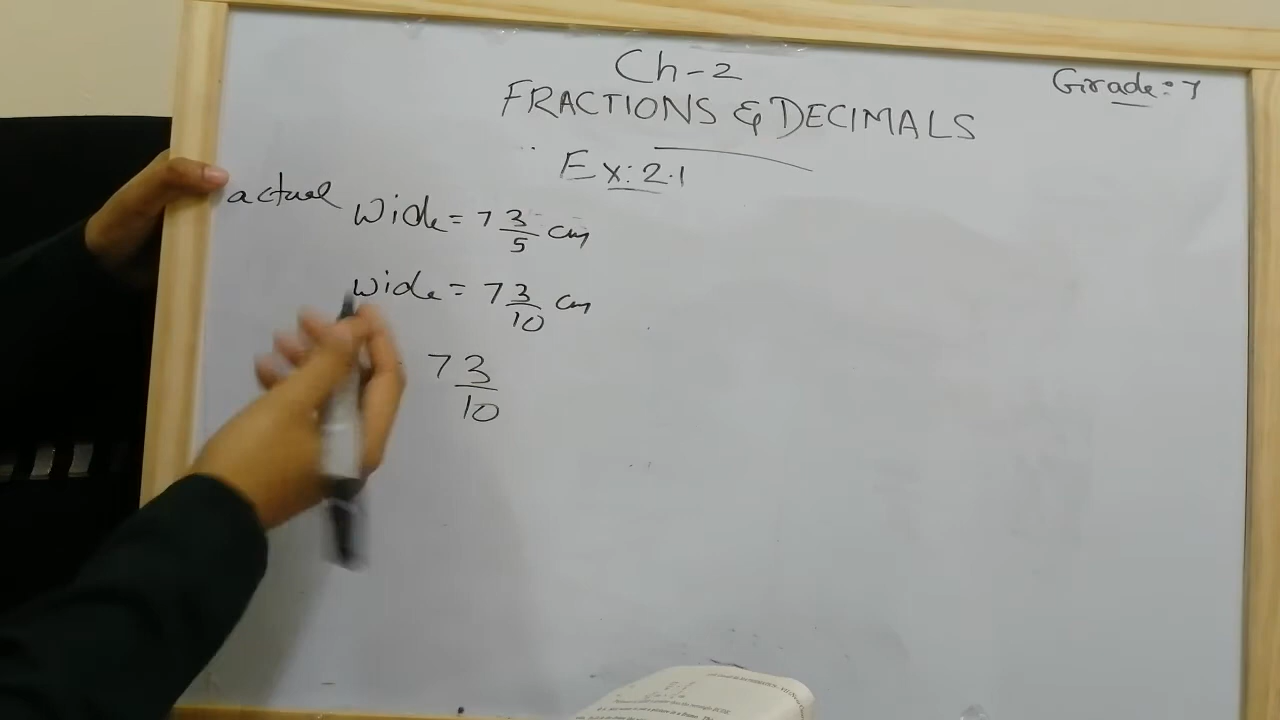 Ch-2
Grade: 7
FRACTIONS & DECIMALS
Ex: 2.1
actual Wide = 7 3/5 cm
wide = 7 3/10 cm
7 3/10